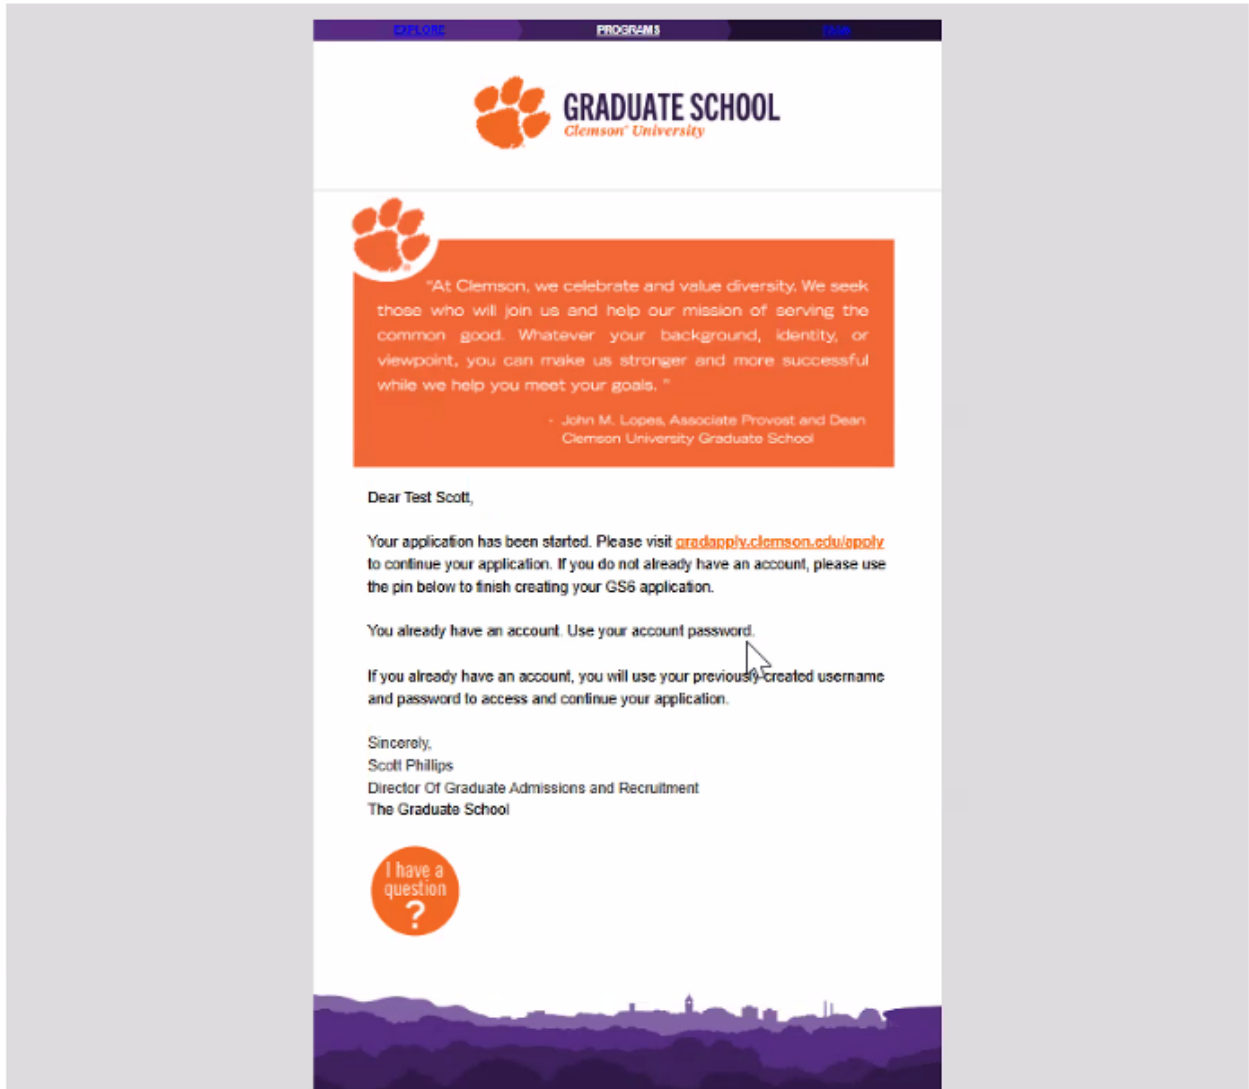 EXPLORE PROGRAMS
GRADUATE SCHOOL
Clemson® University
"At Clemson, we celebrate and value diversity. We seek
those who will join us and help our mission of serving the
common good. Whatever your background, identity, or
viewpoint, you can make us stronger and more successful
while we help you meet your goals. "
- John M. Lopes, Associate Provost and Dean
Clemson University Graduate School
Dear Test Scott,
Your application has been started. Please visit gradapply.clemson.edu/apply
to continue your application. If you do not already have an account, please use
the pin below to finish creating your GS6 application.
You already have an account. Use your account password.
If you already have an account, you will use your previously created username
and password to access and continue your application.
Sincerely,
Scott Phillips
Director Of Graduate Admissions and Recruitment
The Graduate School
I have a
question
?